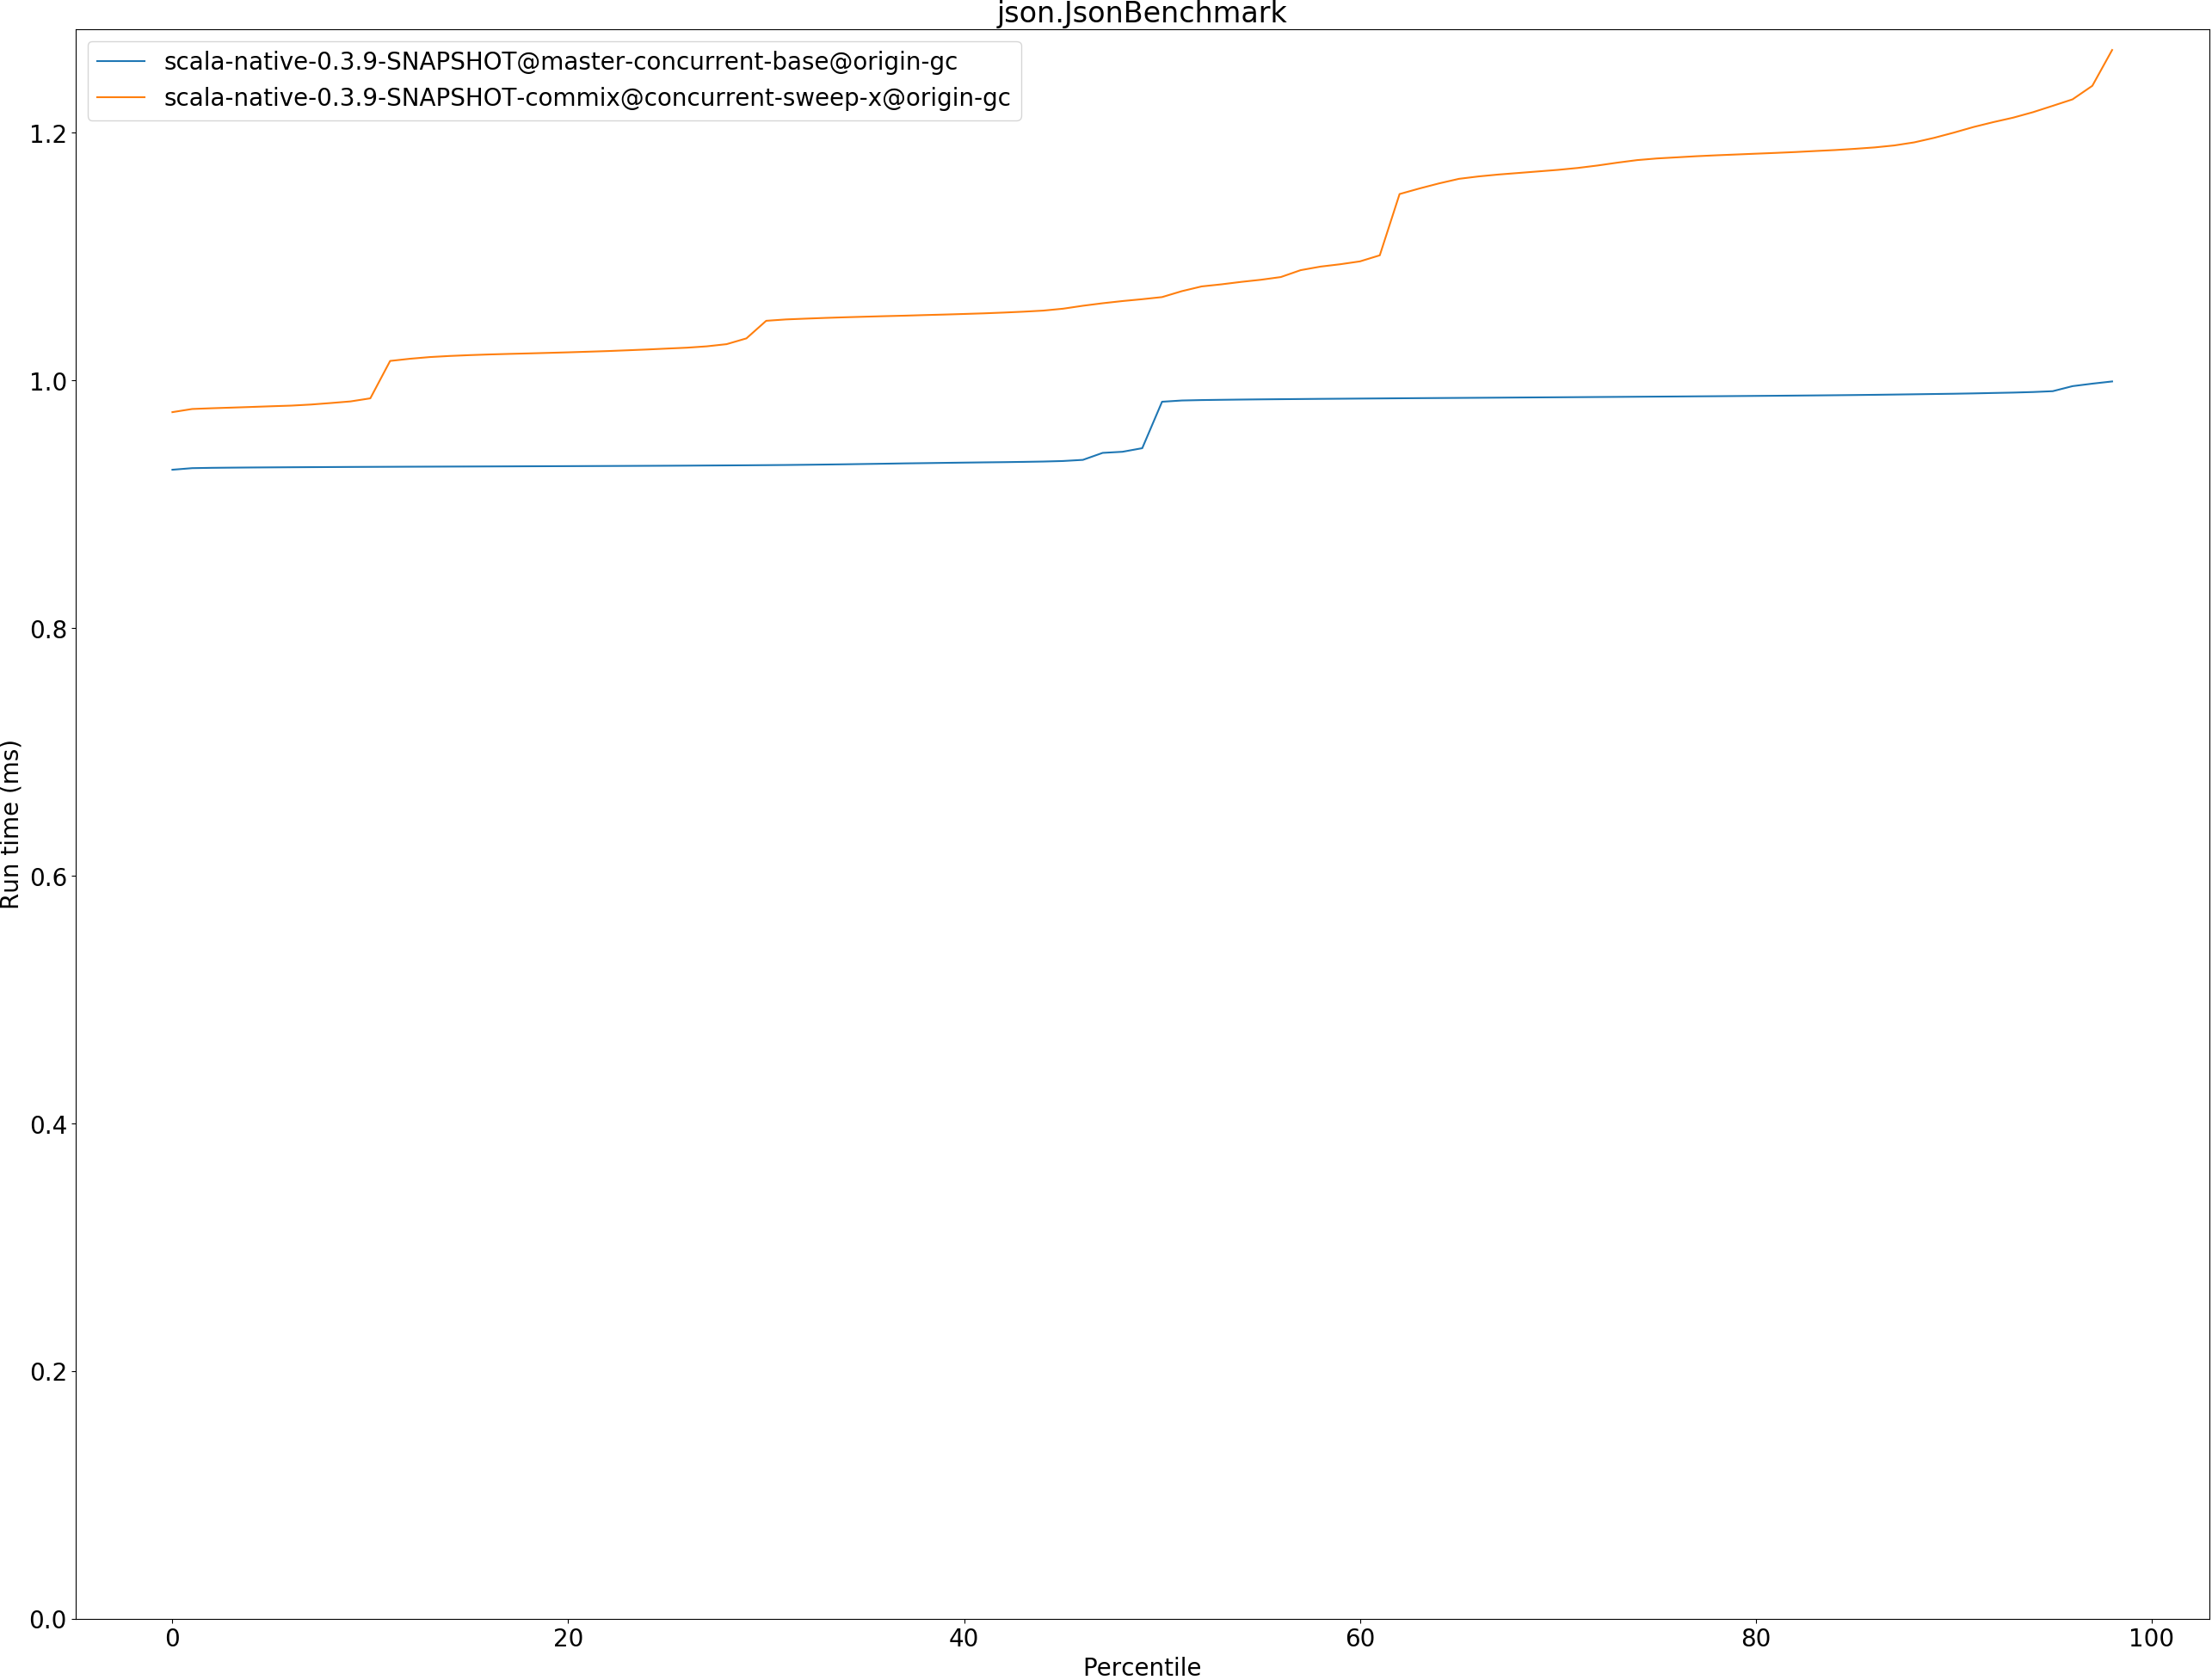 json.JsonBenchmark
scala-native-0.3.9-SNAPSHOT@master-concurrent-base@origin-gc
scala-native-0.3.9-SNAPSHOT-commix@concurrent-sweep-x@origin-gc
1.2
1.0
0.8
0.6
0.4
0.2
0.0
Run time (ms)
0 20 40 60 80 100
Percentile